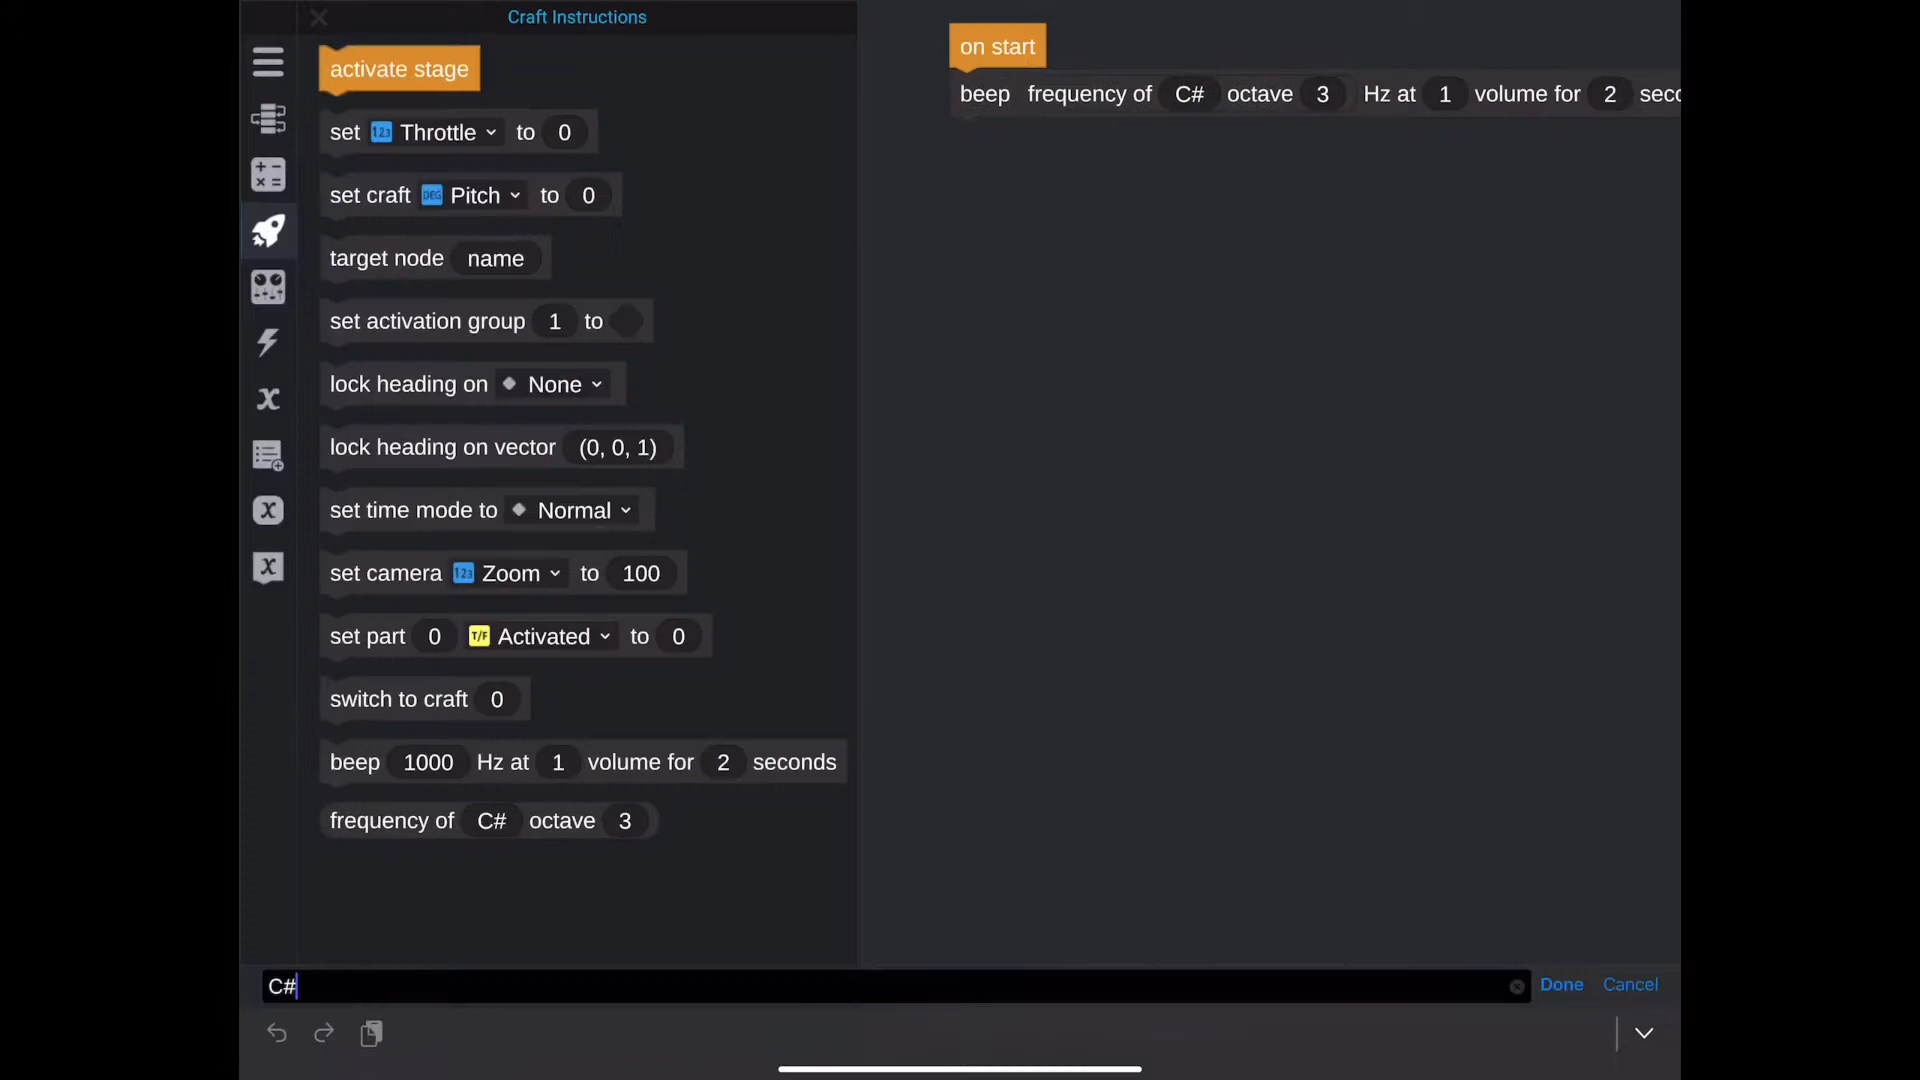 Craft Instructions
activate stage
set 123 Throttle to 0
set craft DEG Pitch to 0
target node name
set activation group 1 to
lock heading on None
lock heading on vector (0, 0, 1)
set time mode to Normal
set camera 123 Zoom to 100
set part 0 T/F Activated to 0
switch to craft 0
beep 1000 Hz at 1 volume for 2 seconds
frequency of C# octave 3
on start
beep frequency of C# octave 3 Hz at 1 volume for 2 seco
C#
Done Cancel